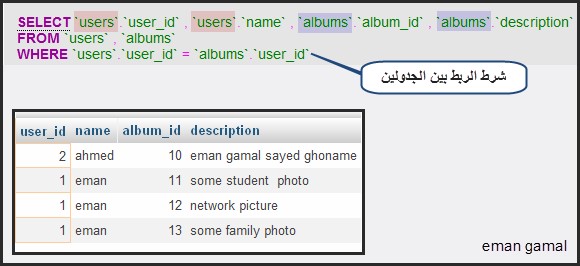 SELECT `users`.`user_id` , `users`.`name` , `albums`.`album_id` , `albums`.`description`
FROM `users` , `albums`
WHERE `users`.`user_id` = `albums`.`user_id`
شرط الربط بين الجدولين
user_id name album_id description
2 ahmed 10 eman gamal sayed ghoname
1 eman 11 some student photo
1 eman 12 network picture
1 eman 13 some family photo
eman gamal